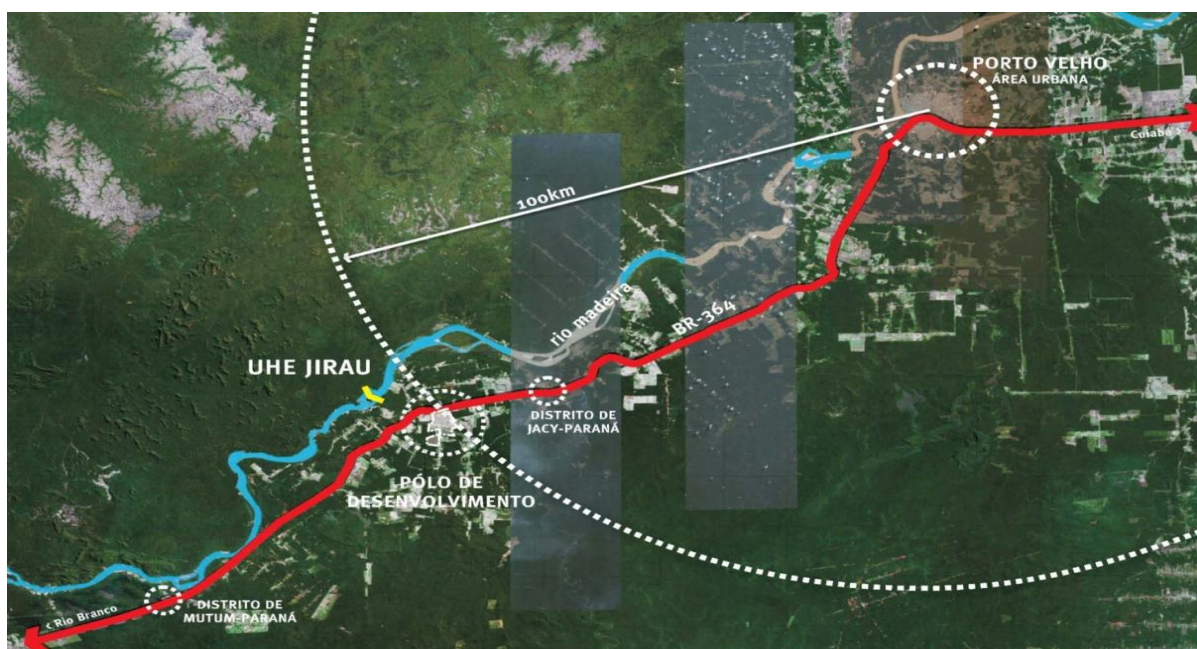 PORTO VELHO
ÁREA URBANA
Cuiabá >
100km
rio madeira
BR-364
UHE JIRAU
DISTRITO DE
JACY-PARANÁ
PÓLO DE
DESENVOLVIMENTO
< Rio Branco
DISTRITO DE
MUTUM-PARANÁ